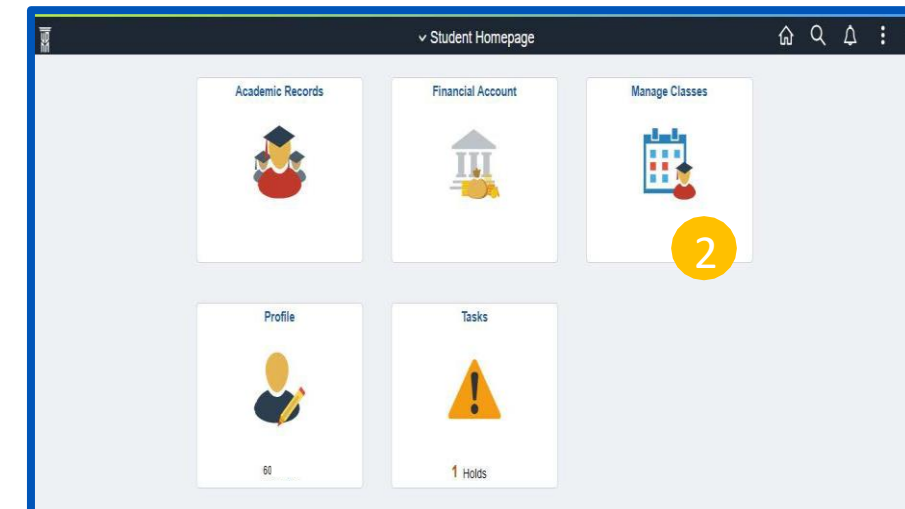 Student Homepage
Academic Records
Financial Account
Manage Classes
2
Profile
Tasks
60
1 Holds